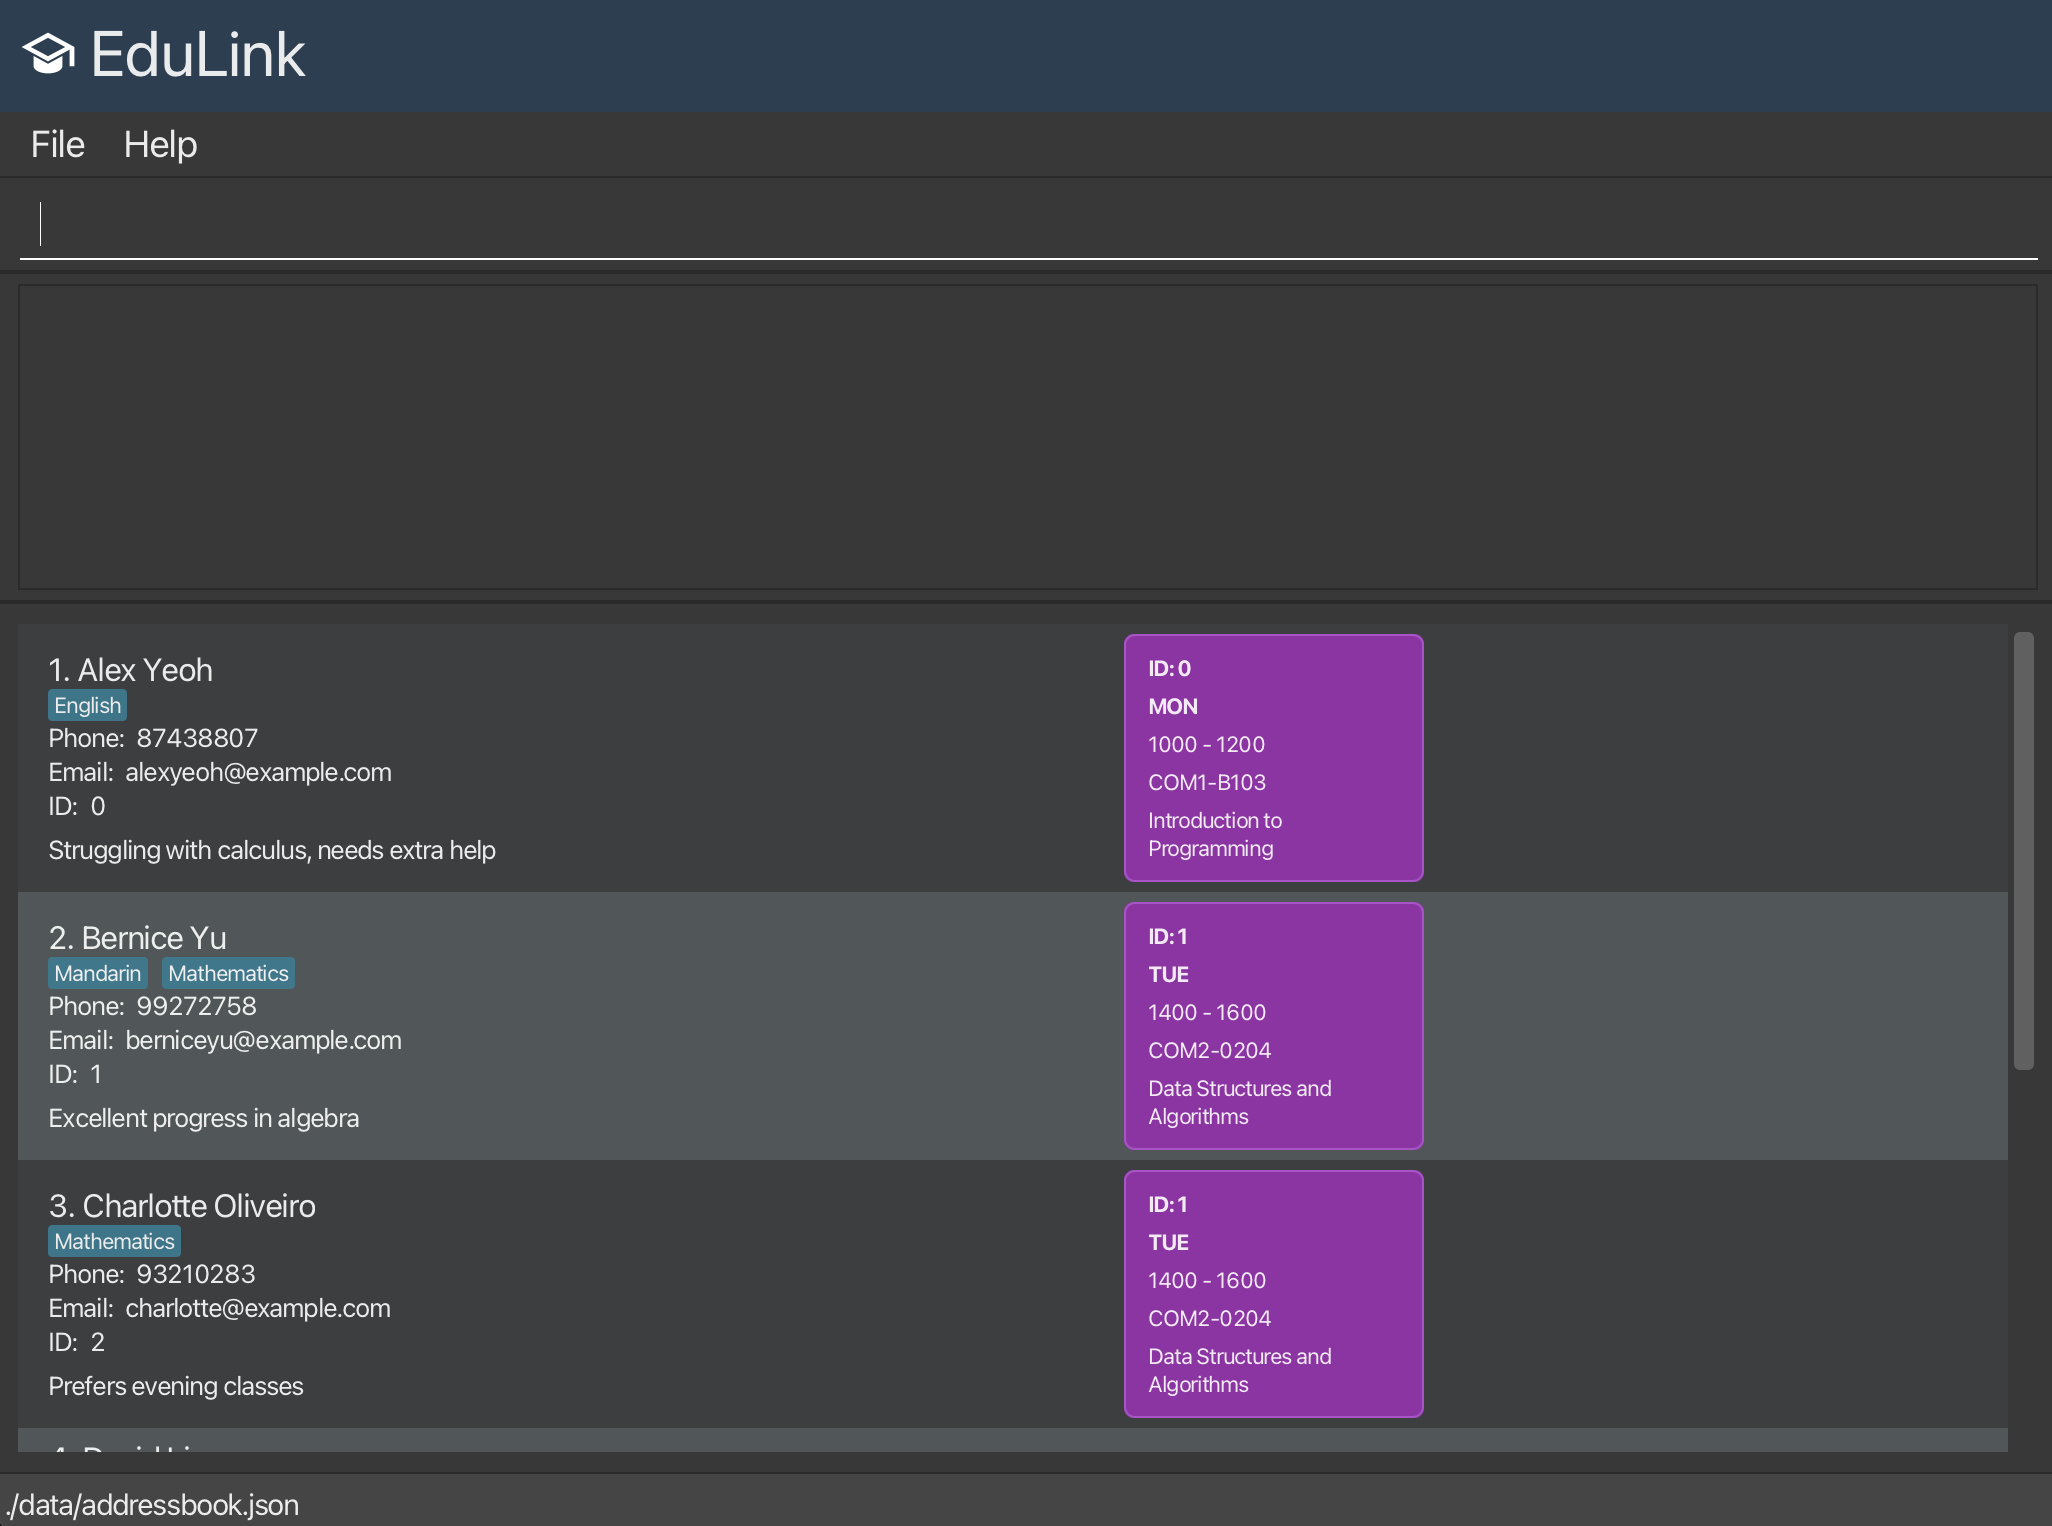 EduLink
File Help
1. Alex Yeoh
English
Phone: 87438807
Email: alexyeoh@example.com
ID: 0
Struggling with calculus, needs extra help
ID: 0
MON
1000 - 1200
COM1-B103
Introduction to
Programming
2. Bernice Yu
Mandarin Mathematics
Phone: 99272758
Email: berniceyu@example.com
ID: 1
Excellent progress in algebra
ID: 1
TUE
1400 - 1600
COM2-0204
Data Structures and
Algorithms
3. Charlotte Oliveiro
Mathematics
Phone: 93210283
Email: charlotte@example.com
ID: 2
Prefers evening classes
ID: 1
TUE
1400 - 1600
COM2-0204
Data Structures and
Algorithms
./data/addressbook.json